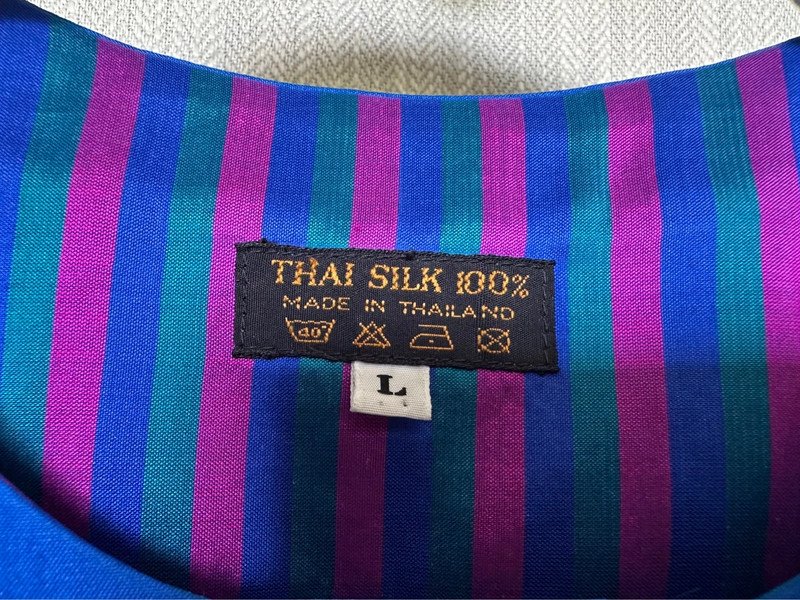 THAI SILK 100%
MADE IN THAILAND
40°
L